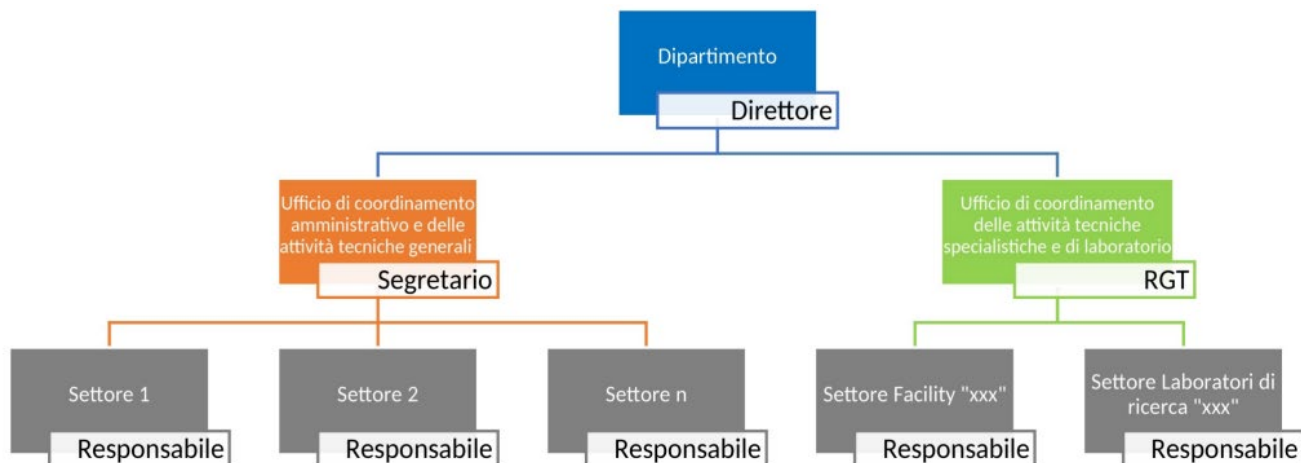 Dipartimento
Direttore
Ufficio di coordinamento
amministrativo e delle
attività tecniche generali
Segretario
Ufficio di coordinamento
delle attività tecniche
specialistiche e di laboratorio
RGT
Settore 1
Responsabile
Settore 2
Responsabile
Settore n
Responsabile
Settore Facility "xxx"
Responsabile
Settore Laboratori di
ricerca "xxx"
Responsabile